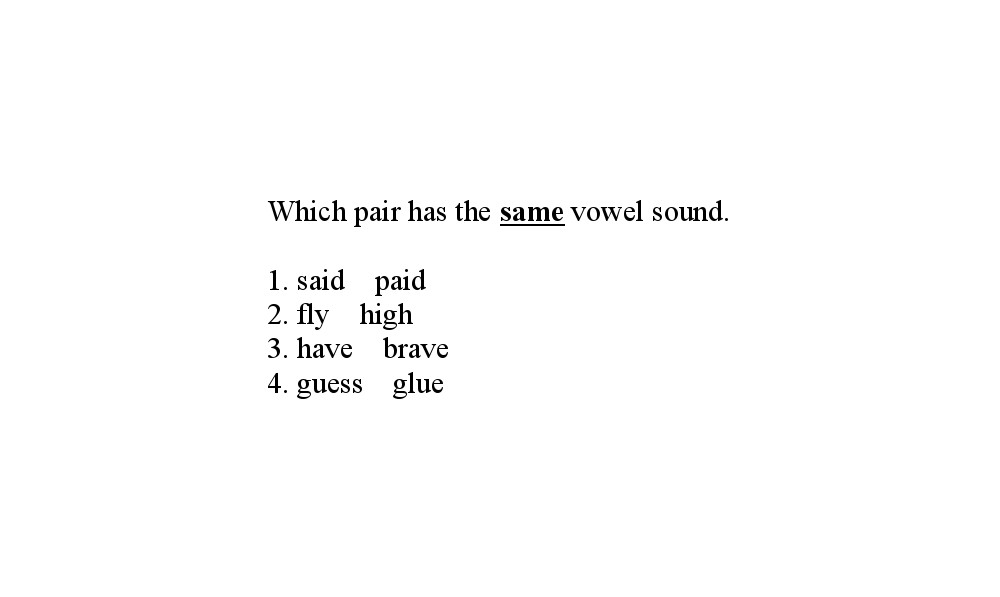 Which pair has the same vowel sound.
1. said paid
2. fly high
3. have brave
4. guess glue